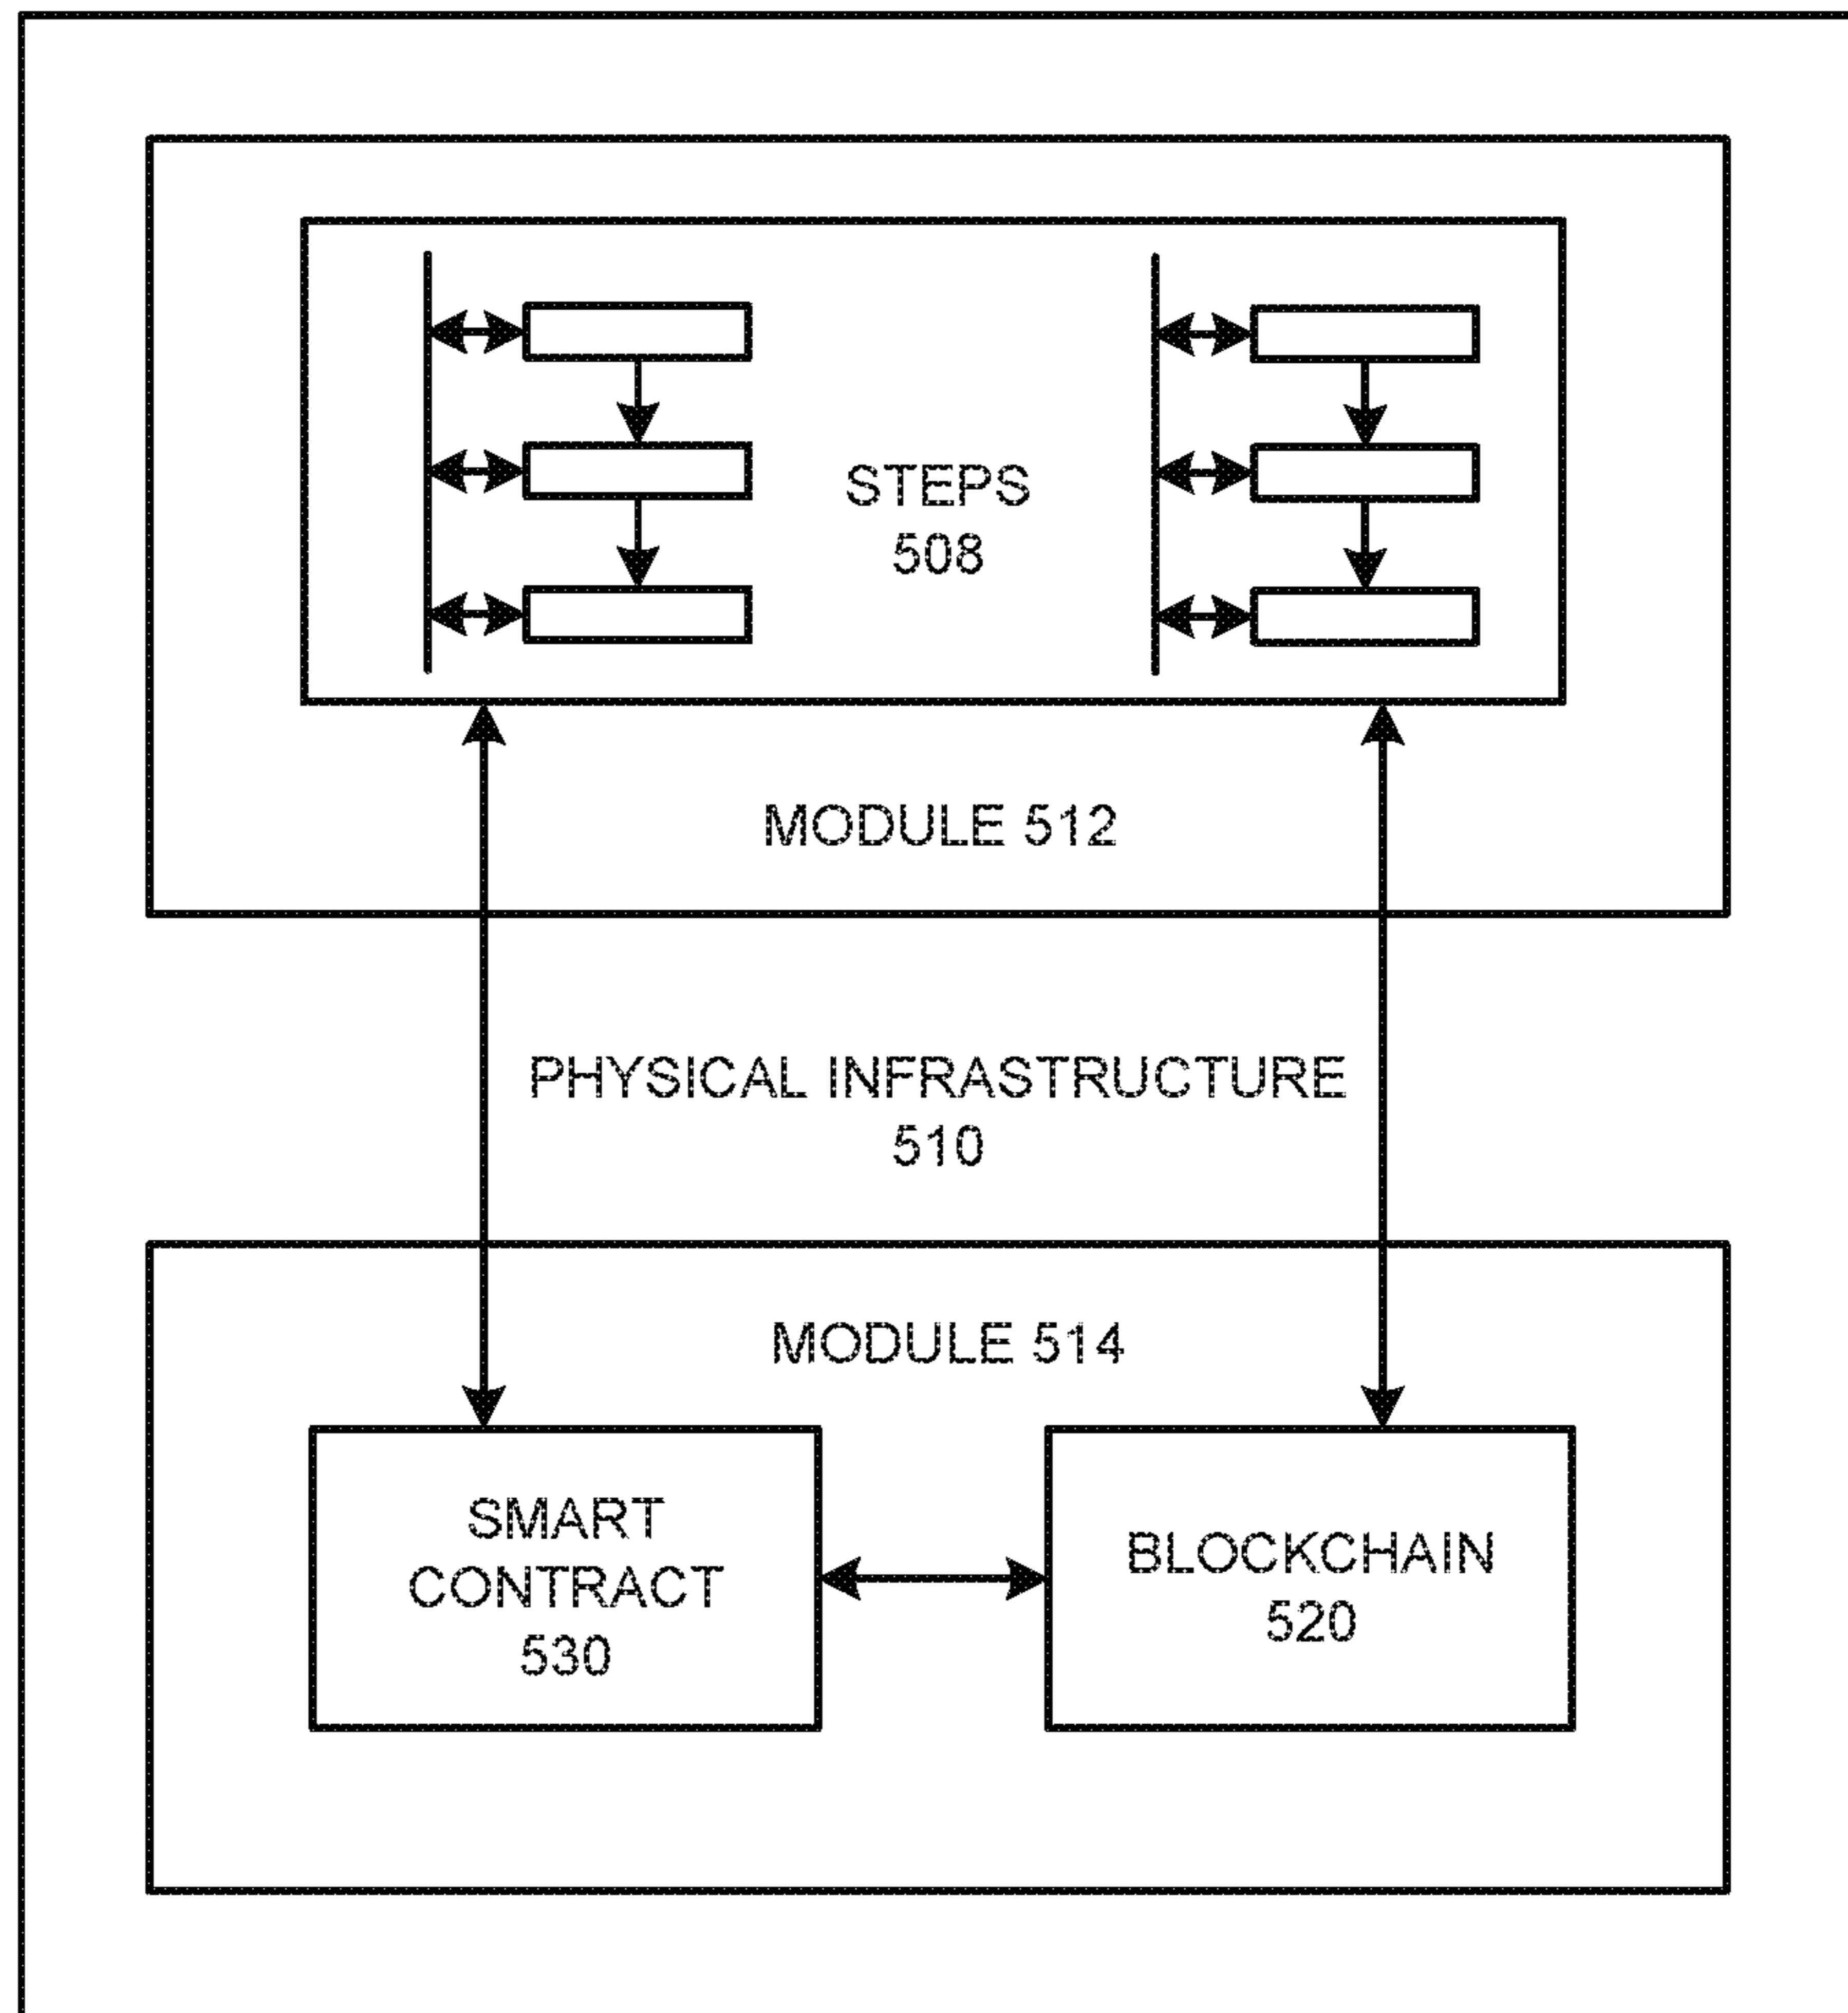 STEPS
508
MODULE 512
PHYSICAL INFRASTRUCTURE
510
MODULE 514
SMART
CONTRACT
530
BLOCKCHAIN
520